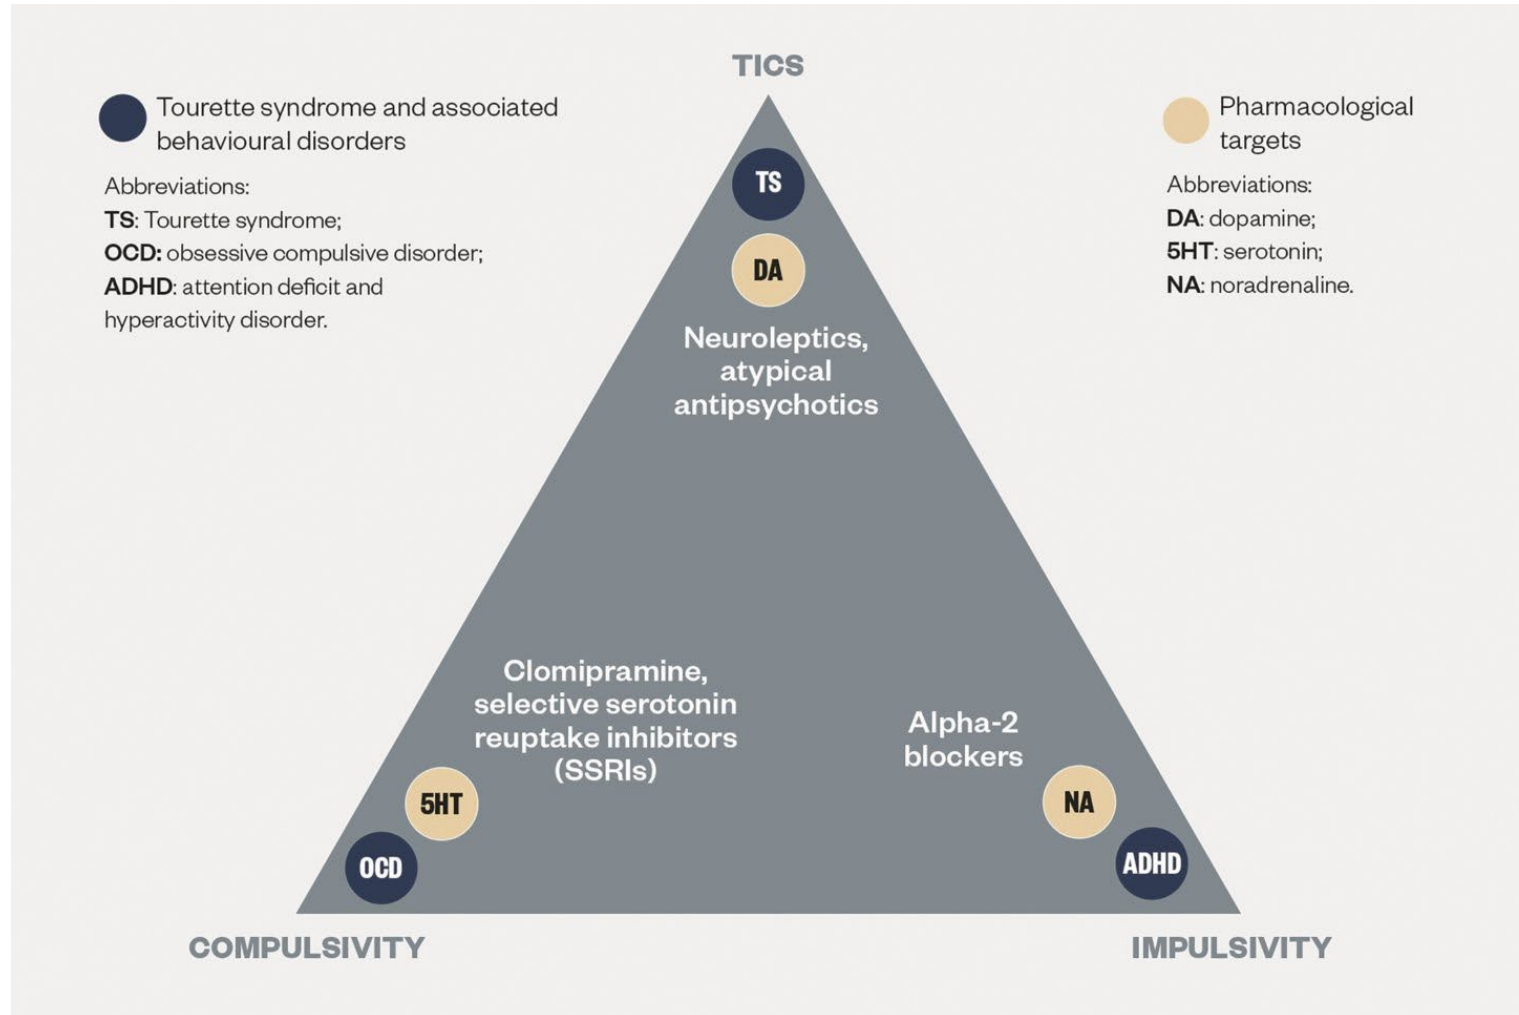 TICS
Tourette syndrome and associated
behavioural disorders
Abbreviations:
TS: Tourette syndrome;
OCD: obsessive compulsive disorder;
ADHD: attention deficit and
hyperactivity disorder.
Pharmacological
targets
Abbreviations:
DA: dopamine;
5HT: serotonin;
NA: noradrenaline.
TS
DA
Neuroleptics,
atypical
antipsychotics
Clomipramine,
selective serotonin
reuptake inhibitors
(SSRIs)
5HT
OCD
Alpha-2
blockers
NA
ADHD
COMPULSIVITY
IMPULSIVITY